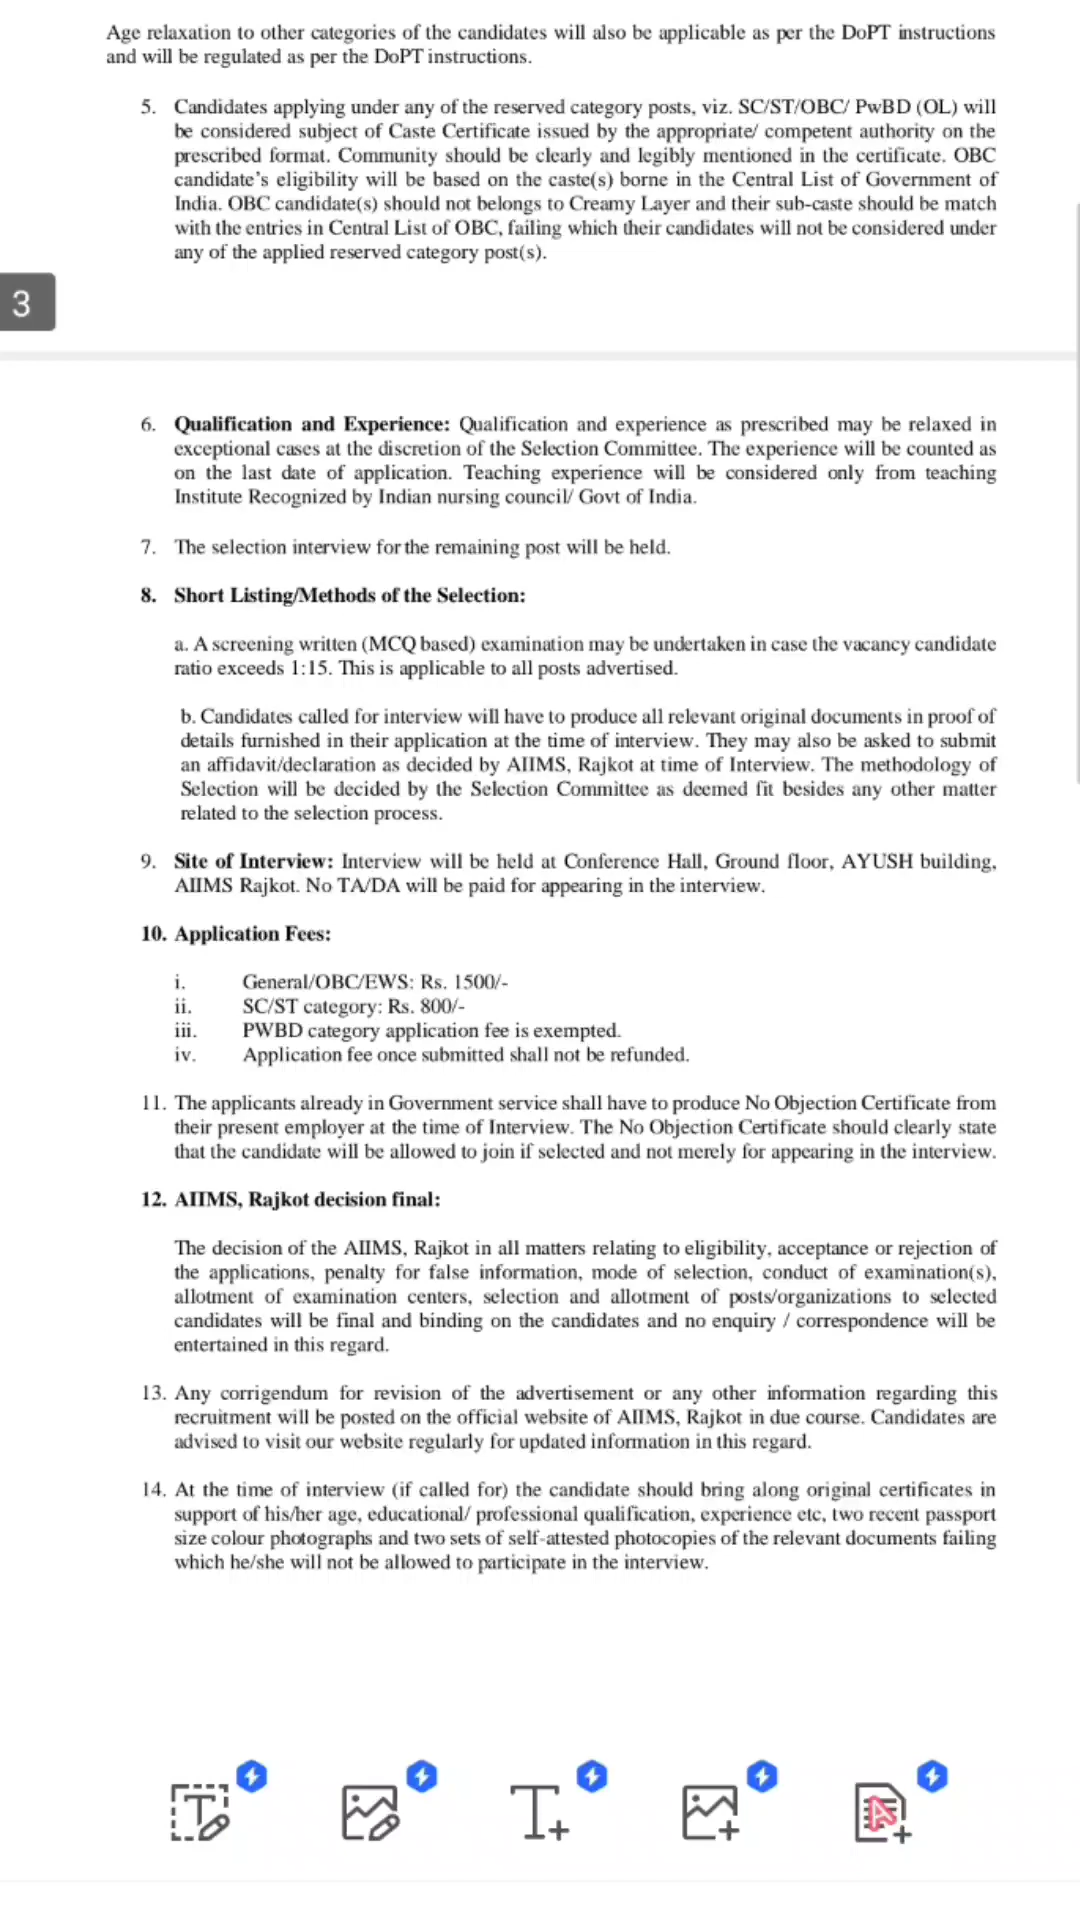 Age relaxation to other categories of the candidates will also be applicable as per the DoPT instructions
and will be regulated as per the DoPT instructions.
5. Candidates applying under any of the reserved category posts, viz. SC/ST/OBC/ PwBD (OL) will
be considered subject of Caste Certificate issued by the appropriate/ competent authority on the
prescribed format. Community should be clearly and legibly mentioned in the certificate. OBC
candidate's eligibility will be based on the caste(s) borne in the Central List of Government of
India. OBC candidate(s) should not belongs to Creamy Layer and their sub-caste should be match
with the entries in Central List of OBC, failing which their candidates will not be considered under
any of the applied reserved category post(s).
3
6. Qualification and Experience: Qualification and experience as prescribed may be relaxed in
exceptional cases at the discretion of the Selection Committee. The experience will be counted as
on the last date of application. Teaching experience will be considered only from teaching
Institute Recognized by Indian nursing council/ Govt of India.
7. The selection interview for the remaining post will be held.
8. Short Listing/Methods of the Selection:
a. A screening written (MCQ based) examination may be undertaken in case the vacancy candidate
ratio exceeds 1:15. This is applicable to all posts advertised.
b. Candidates called for interview will have to produce all relevant original documents in proof of
details furnished in their application at the time of interview. They may also be asked to submit
an affidavit/declaration as decided by AIIMS, Rajkot at time of Interview. The methodology of
Selection will be decided by the Selection Committee as deemed fit besides any other matter
related to the selection process.
9. Site of Interview: Interview will be held at Conference Hall, Ground floor, AYUSH building,
AIIMS Rajkot. No TA/DA will be paid for appearing in the interview.
10. Application Fees:
i. General/OBC/EWS: Rs. 1500/-
ii. SC/ST category: Rs. 800/-
iii. PWBD category application fee is exempted.
iv. Application fee once submitted shall not be refunded.
11. The applicants already in Government service shall have to produce No Objection Certificate from
their present employer at the time of Interview. The No Objection Certificate should clearly state
that the candidate will be allowed to join if selected and not merely for appearing in the interview.
12. AIIMS, Rajkot decision final:
The decision of the AIIMS, Rajkot in all matters relating to eligibility, acceptance or rejection of
the applications, penalty for false information, mode of selection, conduct of examination(s),
allotment of examination centers, selection and allotment of posts/organizations to selected
candidates will be final and binding on the candidates and no enquiry / correspondence will be
entertained in this regard.
13. Any corrigendum for revision of the advertisement or any other information regarding this
recruitment will be posted on the official website of AIIMS, Rajkot in due course. Candidates are
advised to visit our website regularly for updated information in this regard.
14. At the time of interview (if called for) the candidate should bring along original certificates in
support of his/her age, educational/ professional qualification, experience etc, two recent passport
size colour photographs and two sets of self-attested photocopies of the relevant documents failing
which he/she will not be allowed to participate in the interview.